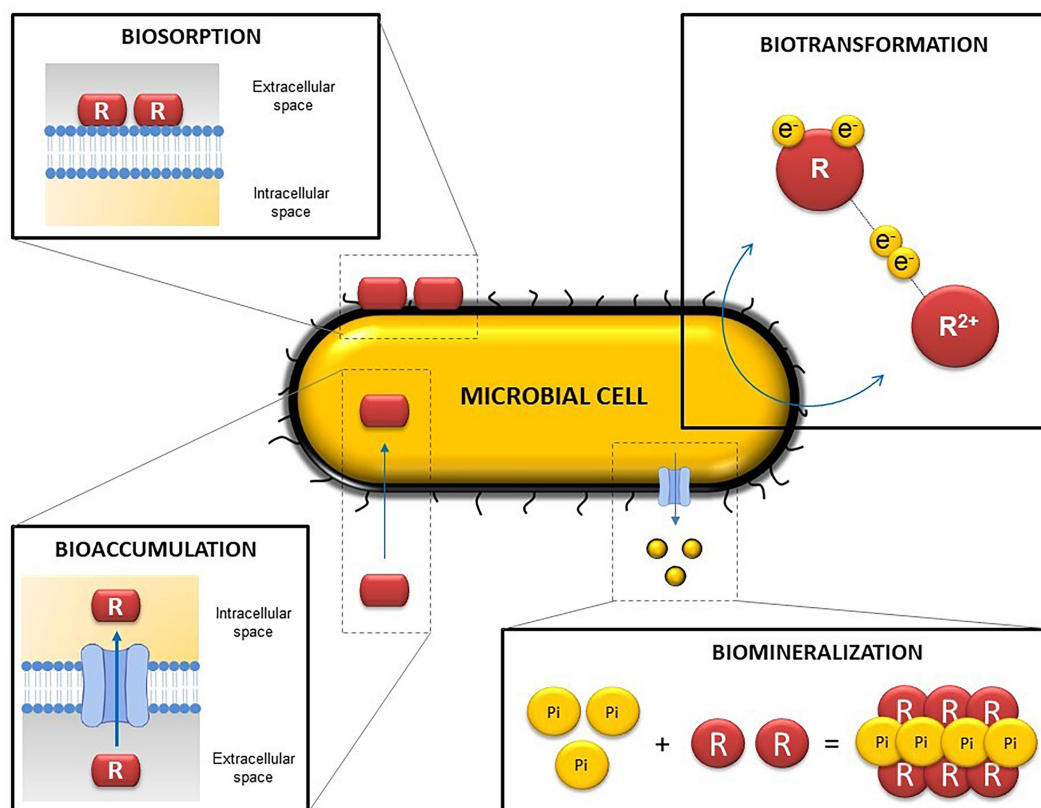 BIOSORPTION
R R
Extracellular
space
Intracellular
space
BIOTRANSFORMATION
e⁻ e⁻
R
e⁻
e⁻
R²⁺
MICROBIAL CELL
BIOACCUMULATION
R
Intracellular
space
R
Extracellular
space
BIOMINERALIZATION
Pi Pi
Pi
+
R R
=
R R R
Pi Pi Pi Pi
R R R